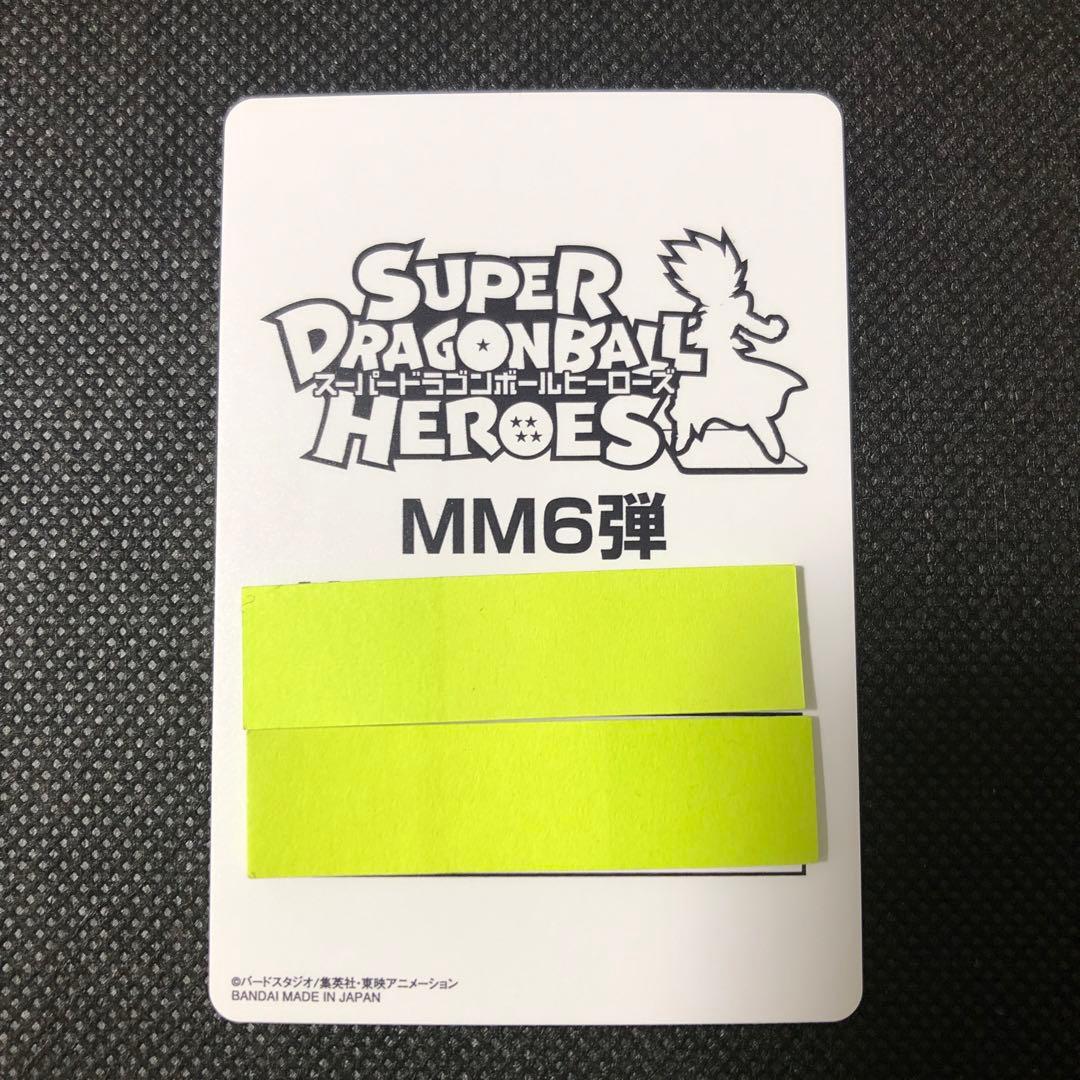 SUPER
DRAGONBALL
スーパードラゴンボールヒーローズ
HEROES
MM6弾
©バードスタジオ/集英社・東映アニメーション
BANDAI MADE IN JAPAN